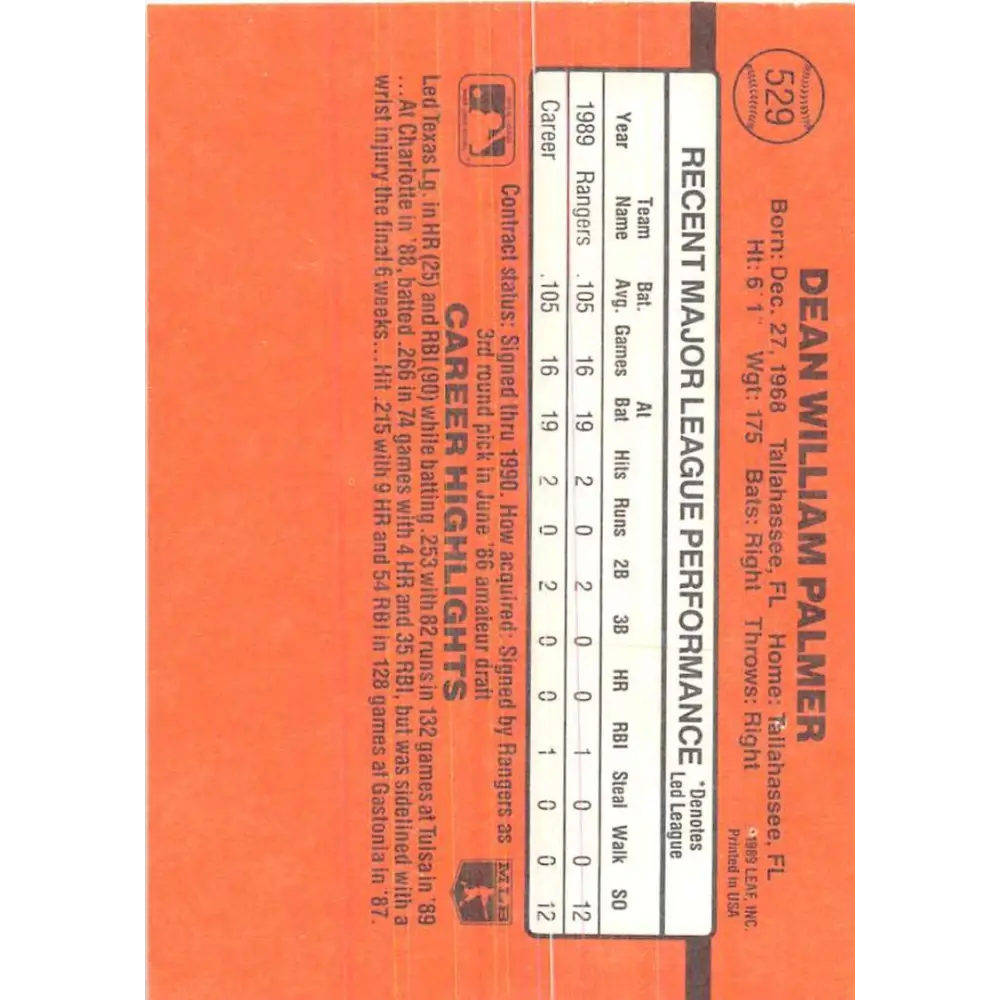 529
DEAN WILLIAM PALMER
Born: Dec. 27, 1968 Tallahassee, FL Home: Tallahassee, FL
Ht: 6'1" Wgt: 175 Bats: Right Throws: Right
©1989 LEAF, INC.
Printed in USA
RECENT MAJOR LEAGUE PERFORMANCE *Denotes Led League
Year Team Name Bat. Avg. Games At Bat Hits Runs 2B 3B HR RBI Steal Walk SO
1989 Rangers .105 16 19 2 0 2 0 0 1 0 0 12
Career .105 16 19 2 0 2 0 0 1 0 0 12
Contract status: Signed thru 1990. How acquired: Signed by Rangers as
3rd round pick in June '86 amateur draft
MLB
CAREER HIGHLIGHTS
Led Texas Lg. in HR (25) and RBI (90) while batting .253 with 82 runs in 132 games at Tulsa in '89
...At Charlotte in '88, batted .266 in 74 games with 4 HR and 35 RBI, but was sidelined with a
wrist injury the final 6 weeks...Hit .215 with 9 HR and 54 RBI in 128 games at Gastonia in '87.